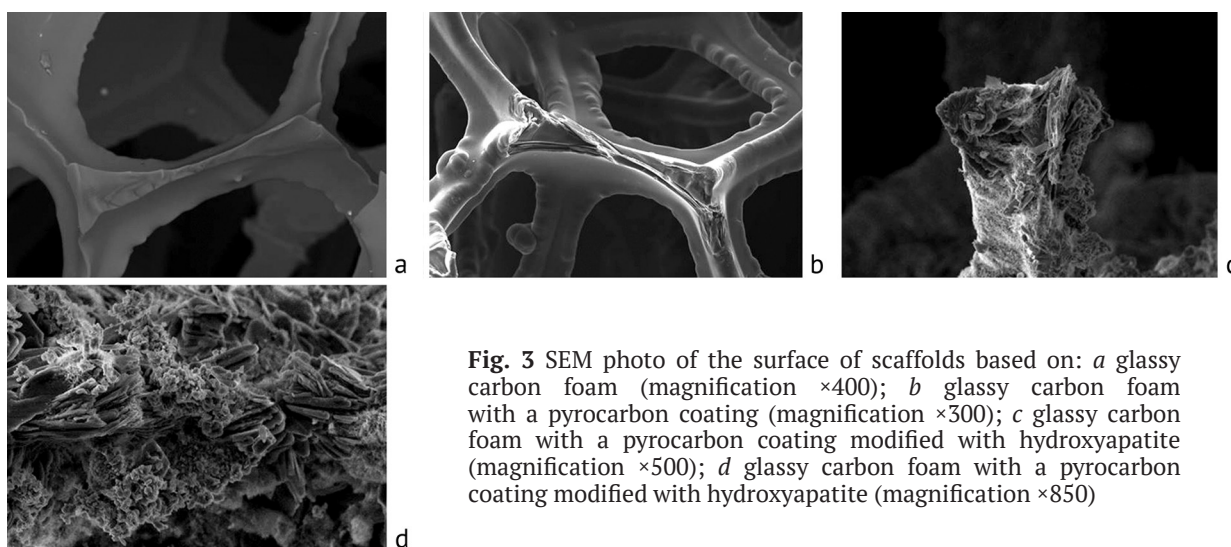 a
b
c
d
Fig. 3 SEM photo of the surface of scaffolds based on: a glassy
carbon foam (magnification ×400); b glassy carbon foam
with a pyrocarbon coating (magnification ×300); c glassy carbon
foam with a pyrocarbon coating modified with hydroxyapatite
(magnification ×500); d glassy carbon foam with a pyrocarbon
coating modified with hydroxyapatite (magnification ×850)